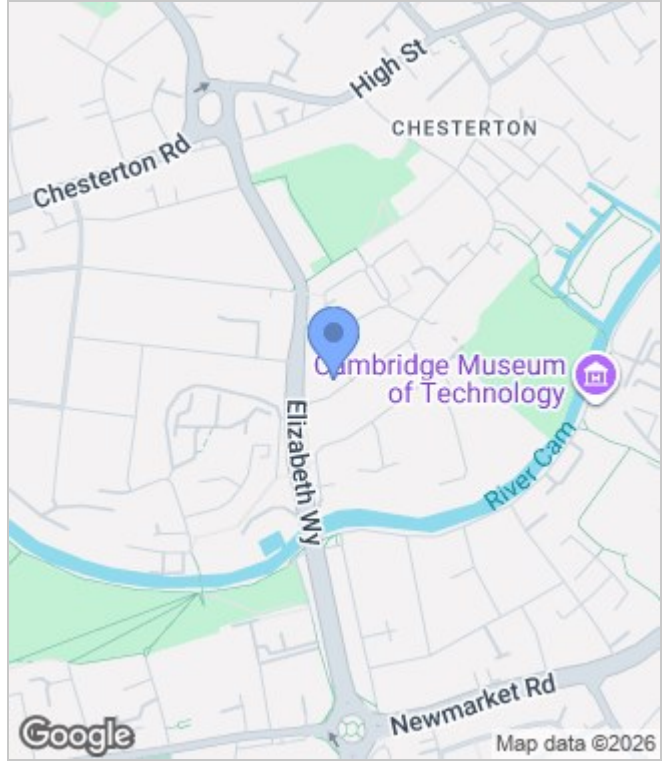 High St
CHESTERTON
Chesterton Rd
Cambridge Museum
of Technology
Elizabeth Wy
River Cam
Newmarket Rd
Google
Map data ©2026